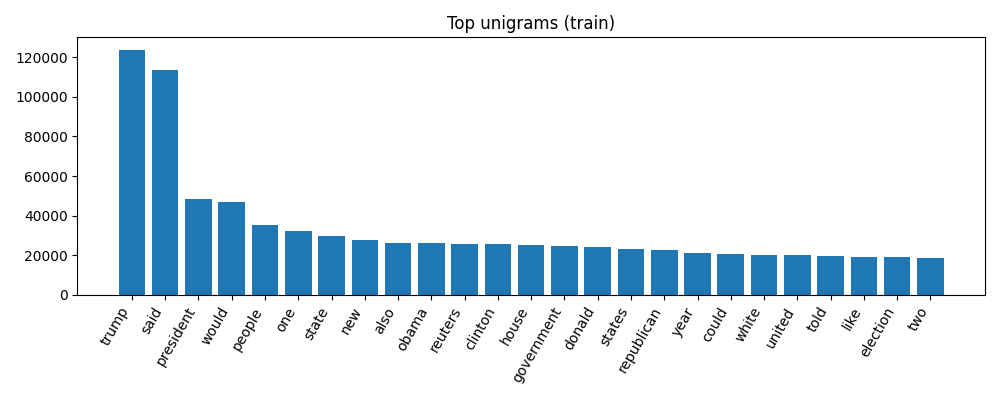 Top unigrams (train)
120000
100000
80000
60000
40000
20000
0
trump
said
president
would
people
one
state
new
also
obama
reuters
clinton
house
government
donald
states
republican
year
could
white
united
told
like
election
two